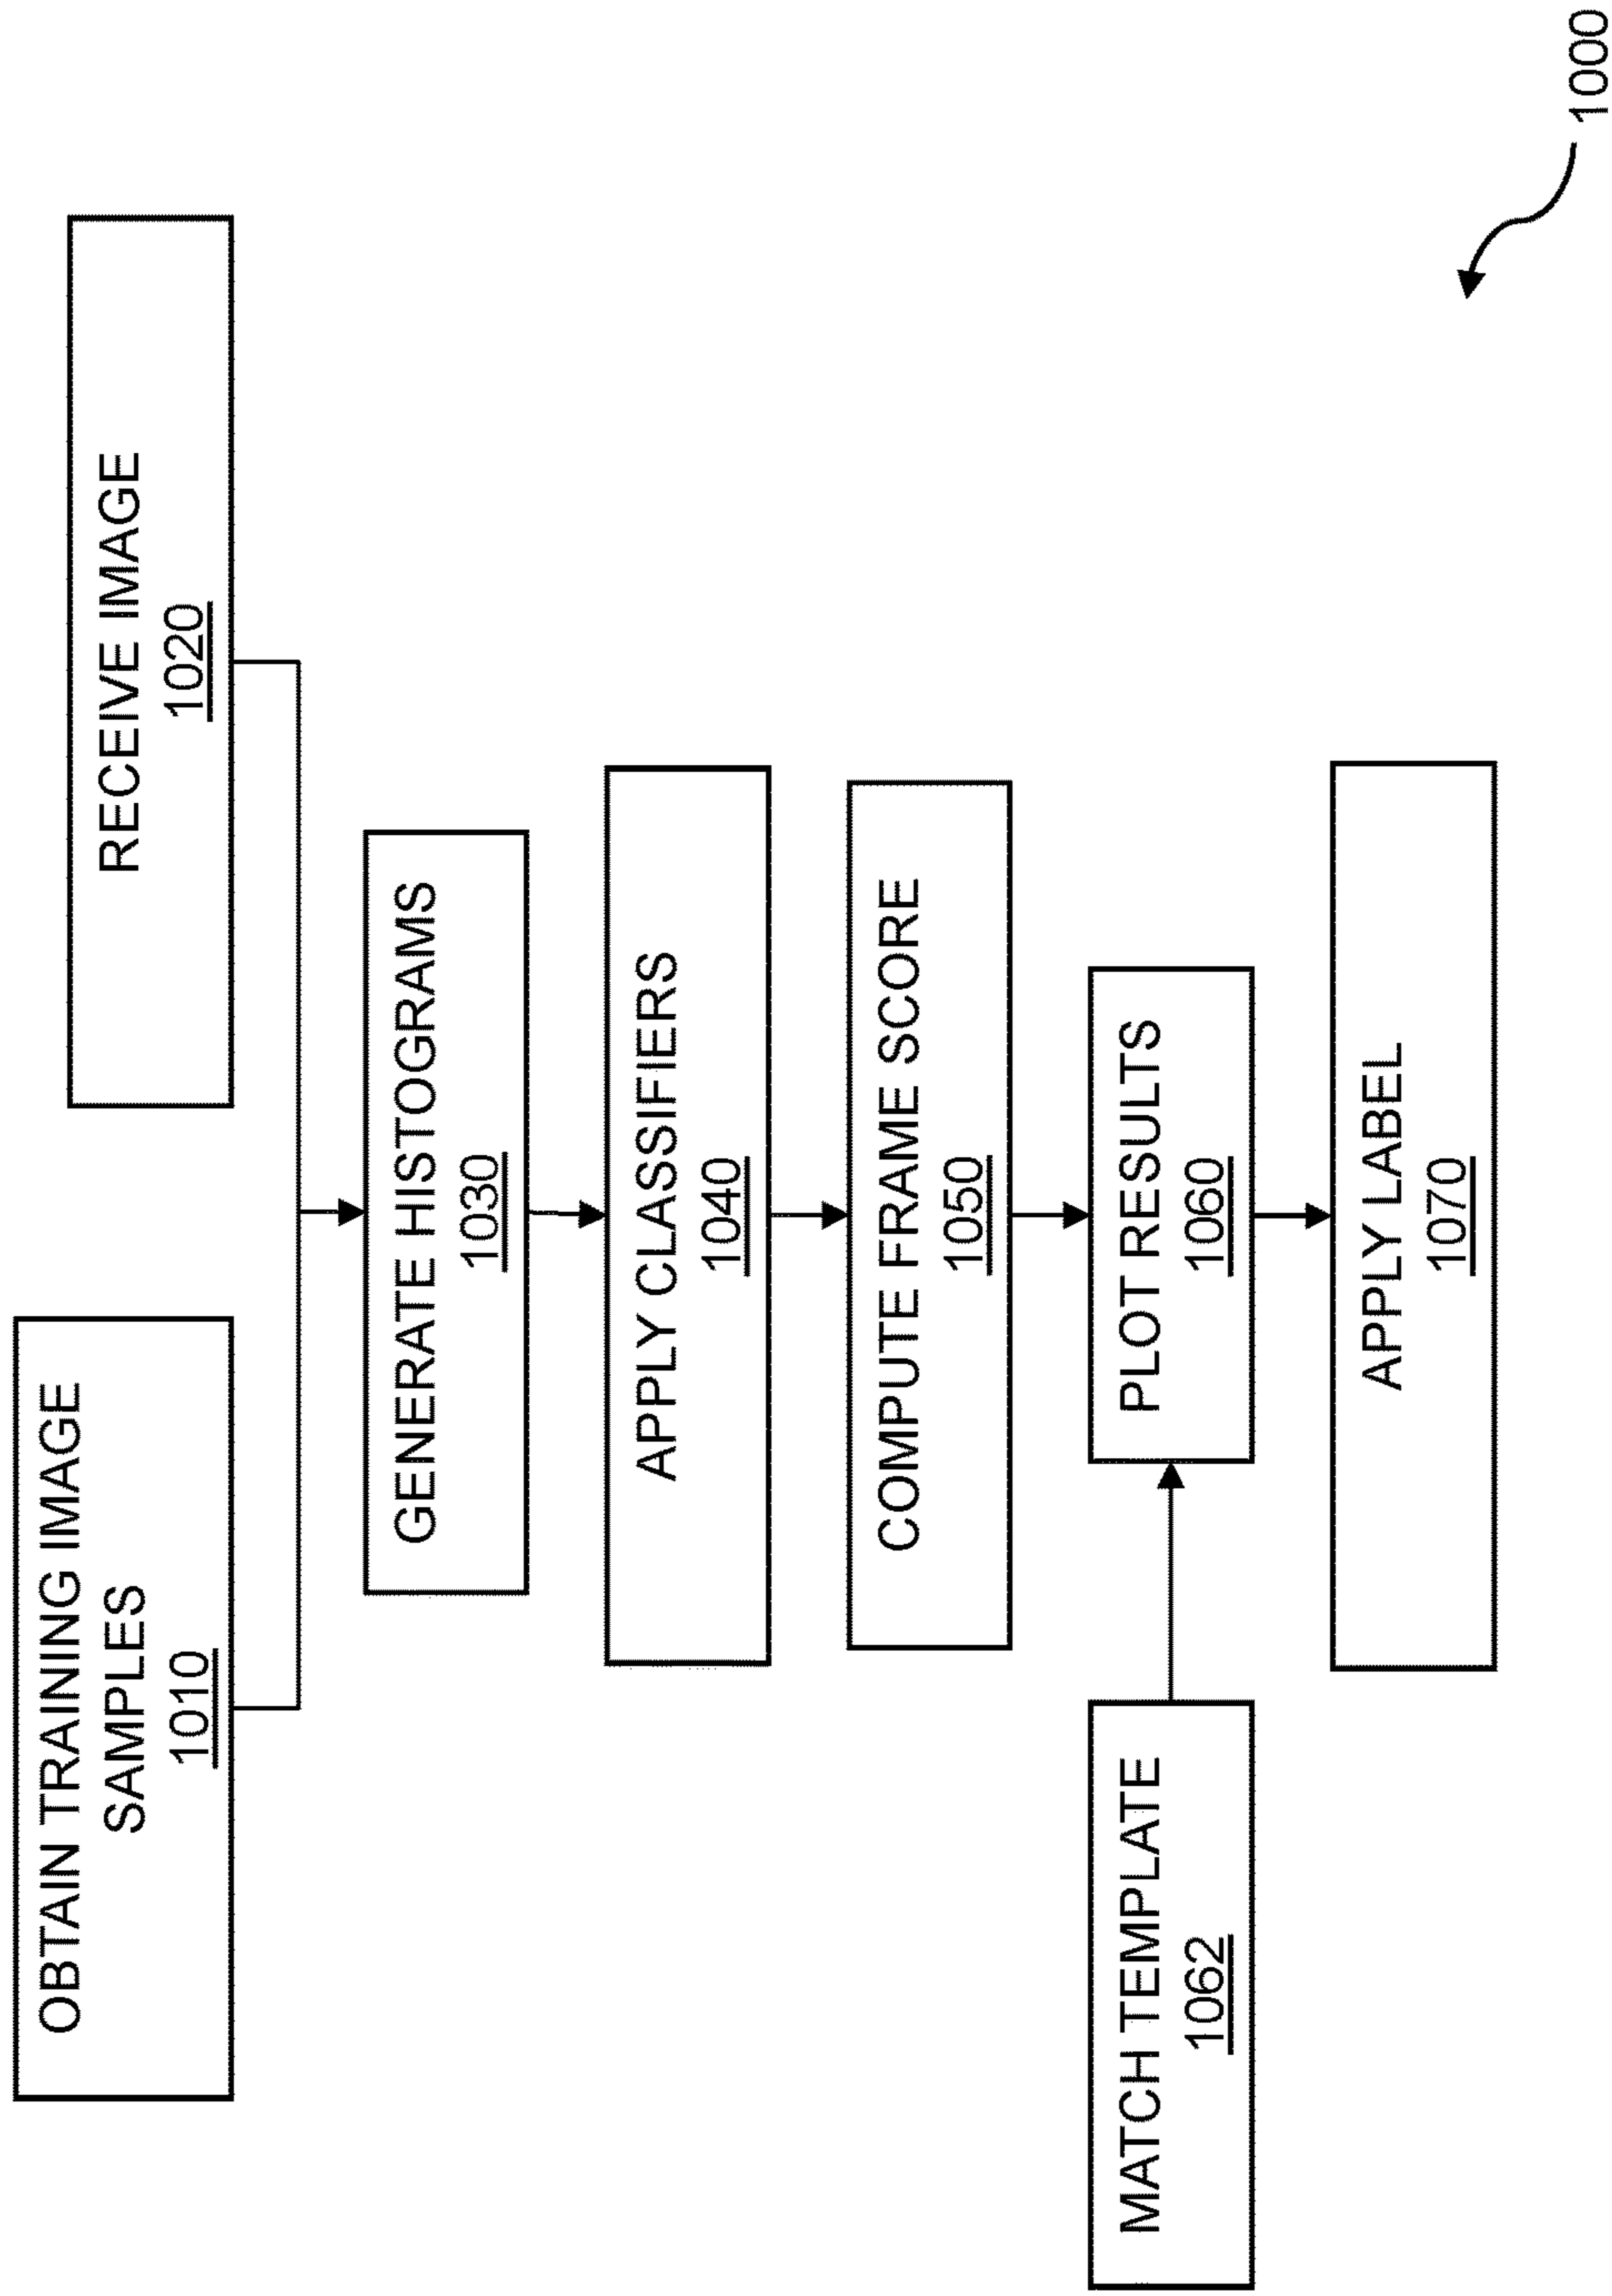 OBTAIN TRAINING IMAGE
SAMPLES
1010
RECEIVE IMAGE
1020
GENERATE HISTOGRAMS
1030
APPLY CLASSIFIERS
1040
COMPUTE FRAME SCORE
1050
MATCH TEMPLATE
1062
PLOT RESULTS
1060
APPLY LABEL
1070
1000